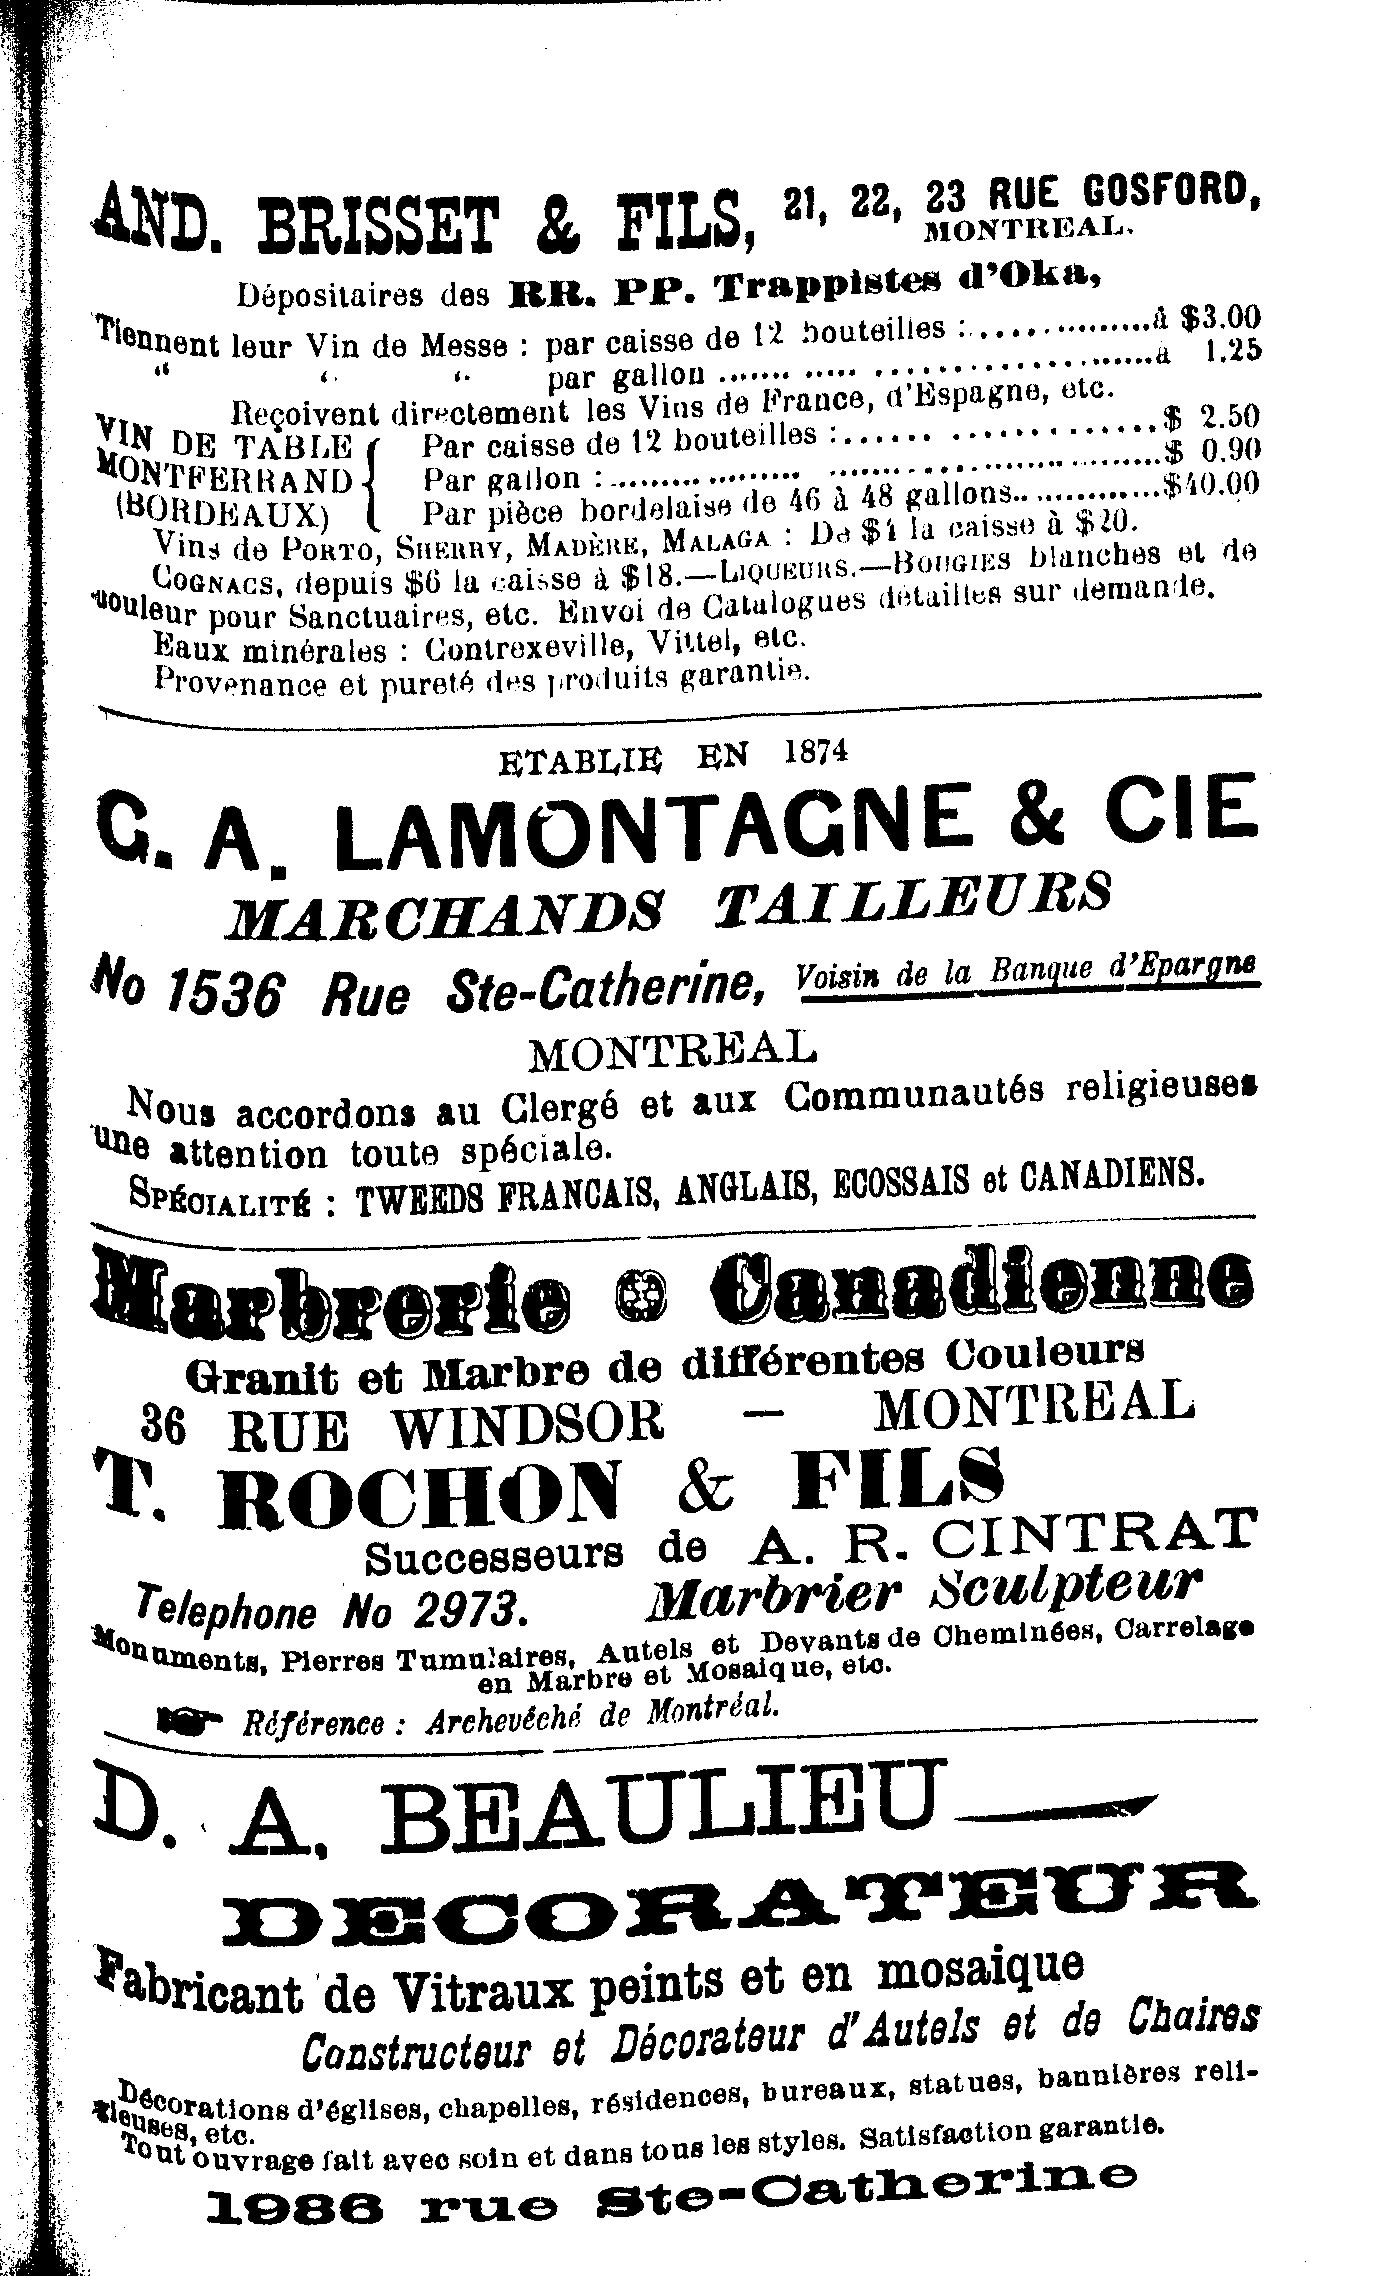 AND. BRISSET & FILS, 21, 22, 23 RUE GOSFORD,
MONTREAL.
Dépositaires des RR. PP. Trappistes d'Oka,
Tiennent leur Vin de Messe : par caisse de 12 bouteilles :................à $3.00
“ “ “ par gallon ....... ..... ........................à 1.25
Reçoivent directement les Vins de France, d'Espagne, etc.
VIN DE TABLE { Par caisse de 12 bouteilles :...... ..............$ 2.50
MONTFERRAND { Par gallon :................... ..............................$ 0.90
(BORDEAUX) { Par pièce bordelaise de 46 à 48 gallons.. .............$40.00
Vins de PORTO, SHERRY, MADÈRE, MALAGA : De $4 la caisse à $20.
COGNACS, depuis $6 la caisse à $18.—LIQUEURS.—BOUGIES blanches et de
couleur pour Sanctuaires, etc. Envoi de Catalogues détaillés sur demande.
Eaux minérales : Contrexeville, Vittel, etc.
Provenance et pureté des produits garantie.
ETABLIE EN 1874
C. A. LAMONTAGNE & CIE
MARCHANDS TAILLEURS
No 1536 Rue Ste-Catherine, Voisin de la Banque d'Epargne
MONTREAL
Nous accordons au Clergé et aux Communautés religieuses
une attention toute spéciale.
SPÉCIALITÉ : TWEEDS FRANCAIS, ANGLAIS, ECOSSAIS et CANADIENS.
Marbrerie Canadienne
Granit et Marbre de différentes Couleurs
36 RUE WINDSOR — MONTREAL
T. ROCHON & FILS
Successeurs de A. R. CINTRAT
Telephone No 2973. Marbrier Sculpteur
Monuments, Pierres Tumulaires, Autels et Devants de Cheminées, Carrelage
en Marbre et Mosaique, etc.
☛ Référence : Archevéché de Montréal.
D. A. BEAULIEU
DECORATEUR
Fabricant de Vitraux peints et en mosaique
Constructeur et Décorateur d'Autels et de Chaires
Décorations d'églises, chapelles, résidences, bureaux, statues, bannières reli-
gieuses, etc.
Tout ouvrage fait avec soin et dans tous les styles. Satisfaction garantie.
1986 rue Ste-Catherine